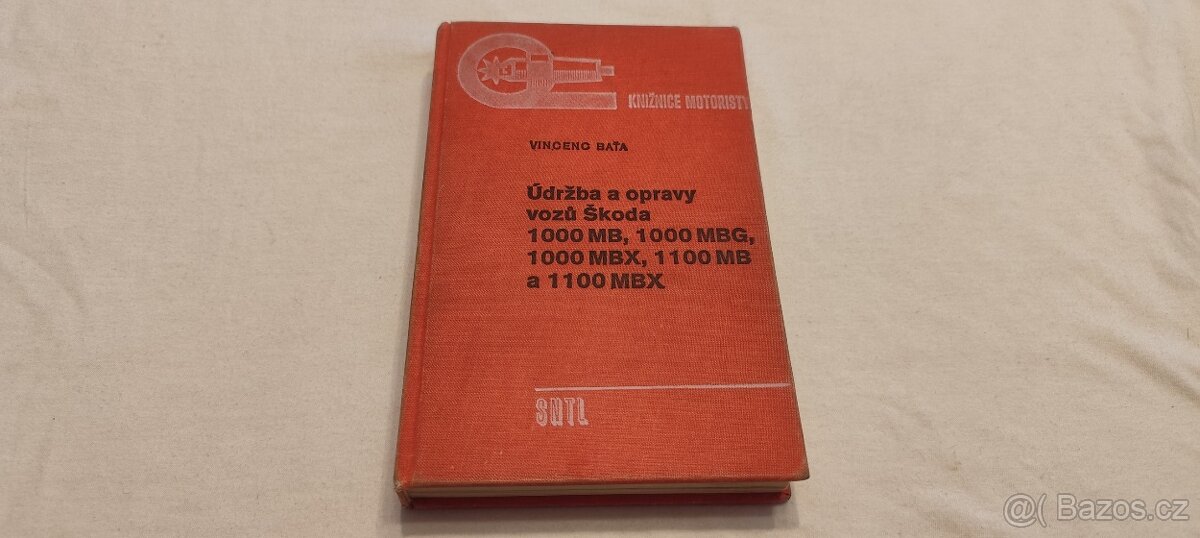 KNIŽNICE MOTORISTY
VINCENC BAŤA
Údržba a opravy
vozů Škoda
1000 MB, 1000 MBG,
1000 MBX, 1100 MB
a 1100 MBX
SNTL
@( Bazos.cz